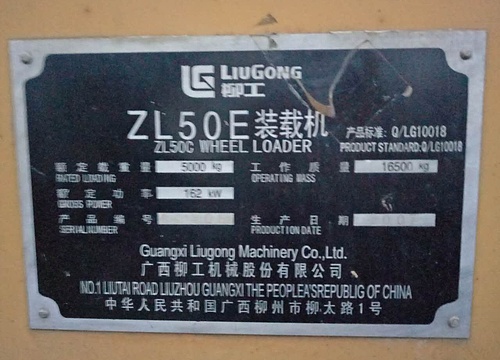 LG LIUGONG
柳工
ZL50E装载机 产品标准: Q/LG10018
ZL50C WHEEL LOADER PRODUCT STANDARD: Q/LG10018
额定载重量 5000 kg 工作质量 16500 kg
RATED LOADING OPERATING MASS
额定功率 162 kW
GROSS POWER
产品编号 生产日期
SERIAL NUMBER PRODUCTION DATE
Guangxi Liugong Machinery Co.,Ltd.
广西柳工机械股份有限公司
NO.1 LIUTAI ROAD LIUZHOU GUANGXI THE PEOPLEA'SREPUBLIG OF CHINA
中华人民共和国广西柳州市柳太路1号